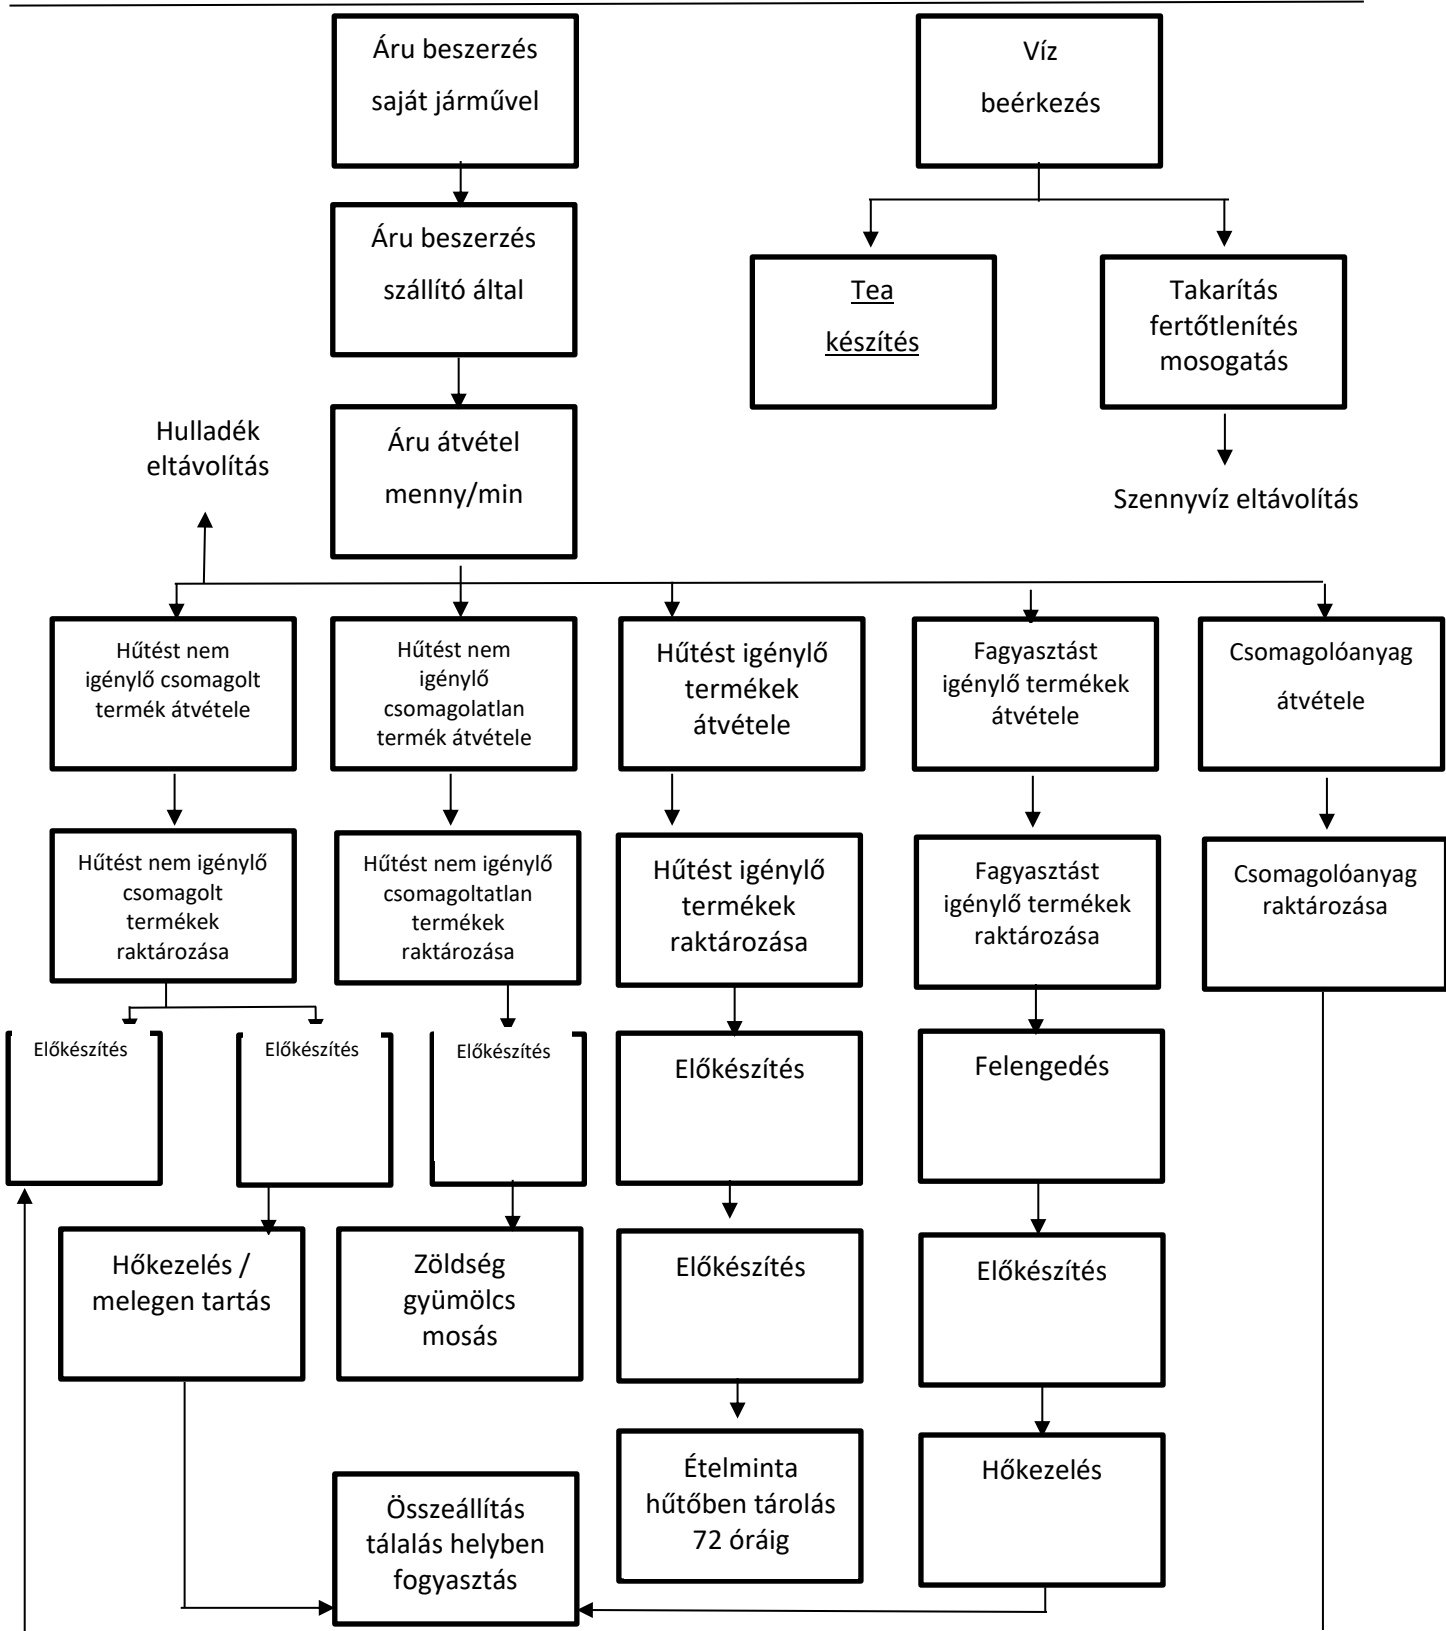 Áru beszerzés
saját járművel
Víz
beérkezés
Áru beszerzés
szállító által
Tea
készítés
Takarítás
fertőtlenítés
mosogatás
Hulladék
eltávolítás
Áru átvétel
menny/min
Szennyvíz eltávolítás
Hűtést nem
igénylő csomagolt
termék átvétele
Hűtést nem
igénylő
csomagolatlan
termék átvétele
Hűtést igénylő
termékek
átvétele
Fagyasztást
igénylő termékek
átvétele
Csomagolóanyag
átvétele
Hűtést nem igénylő
csomagolt
termékek
raktározása
Hűtést nem igénylő
csomagoltatlan
termékek
raktározása
Hűtést igénylő
termékek
raktározása
Fagyasztást
igénylő termékek
raktározása
Csomagolóanyag
raktározása
Előkészítés
Előkészítés
Előkészítés
Előkészítés
Felengedés
Hőkezelés /
melegen tartás
Zöldség
gyümölcs
mosás
Előkészítés
Előkészítés
Összeállítás
tálalás helyben
fogyasztás
Ételminta
hűtőben tárolás
72 óráig
Hőkezelés